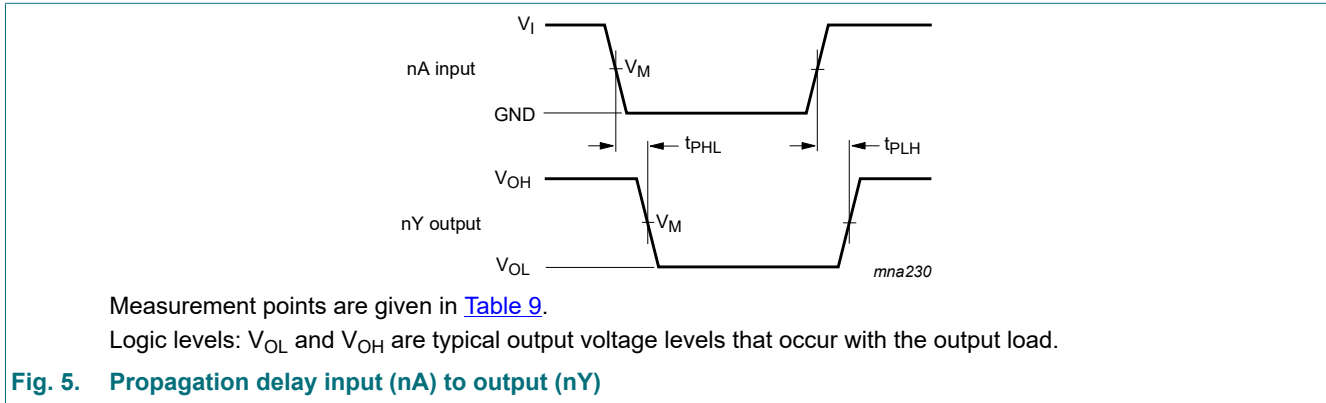 V_I
nA input
V_M
GND
t_PHL
t_PLH
V_OH
nY output
V_M
V_OL
mna230
Measurement points are given in Table 9.
Logic levels: V_OL and V_OH are typical output voltage levels that occur with the output load.
Fig. 5. Propagation delay input (nA) to output (nY)